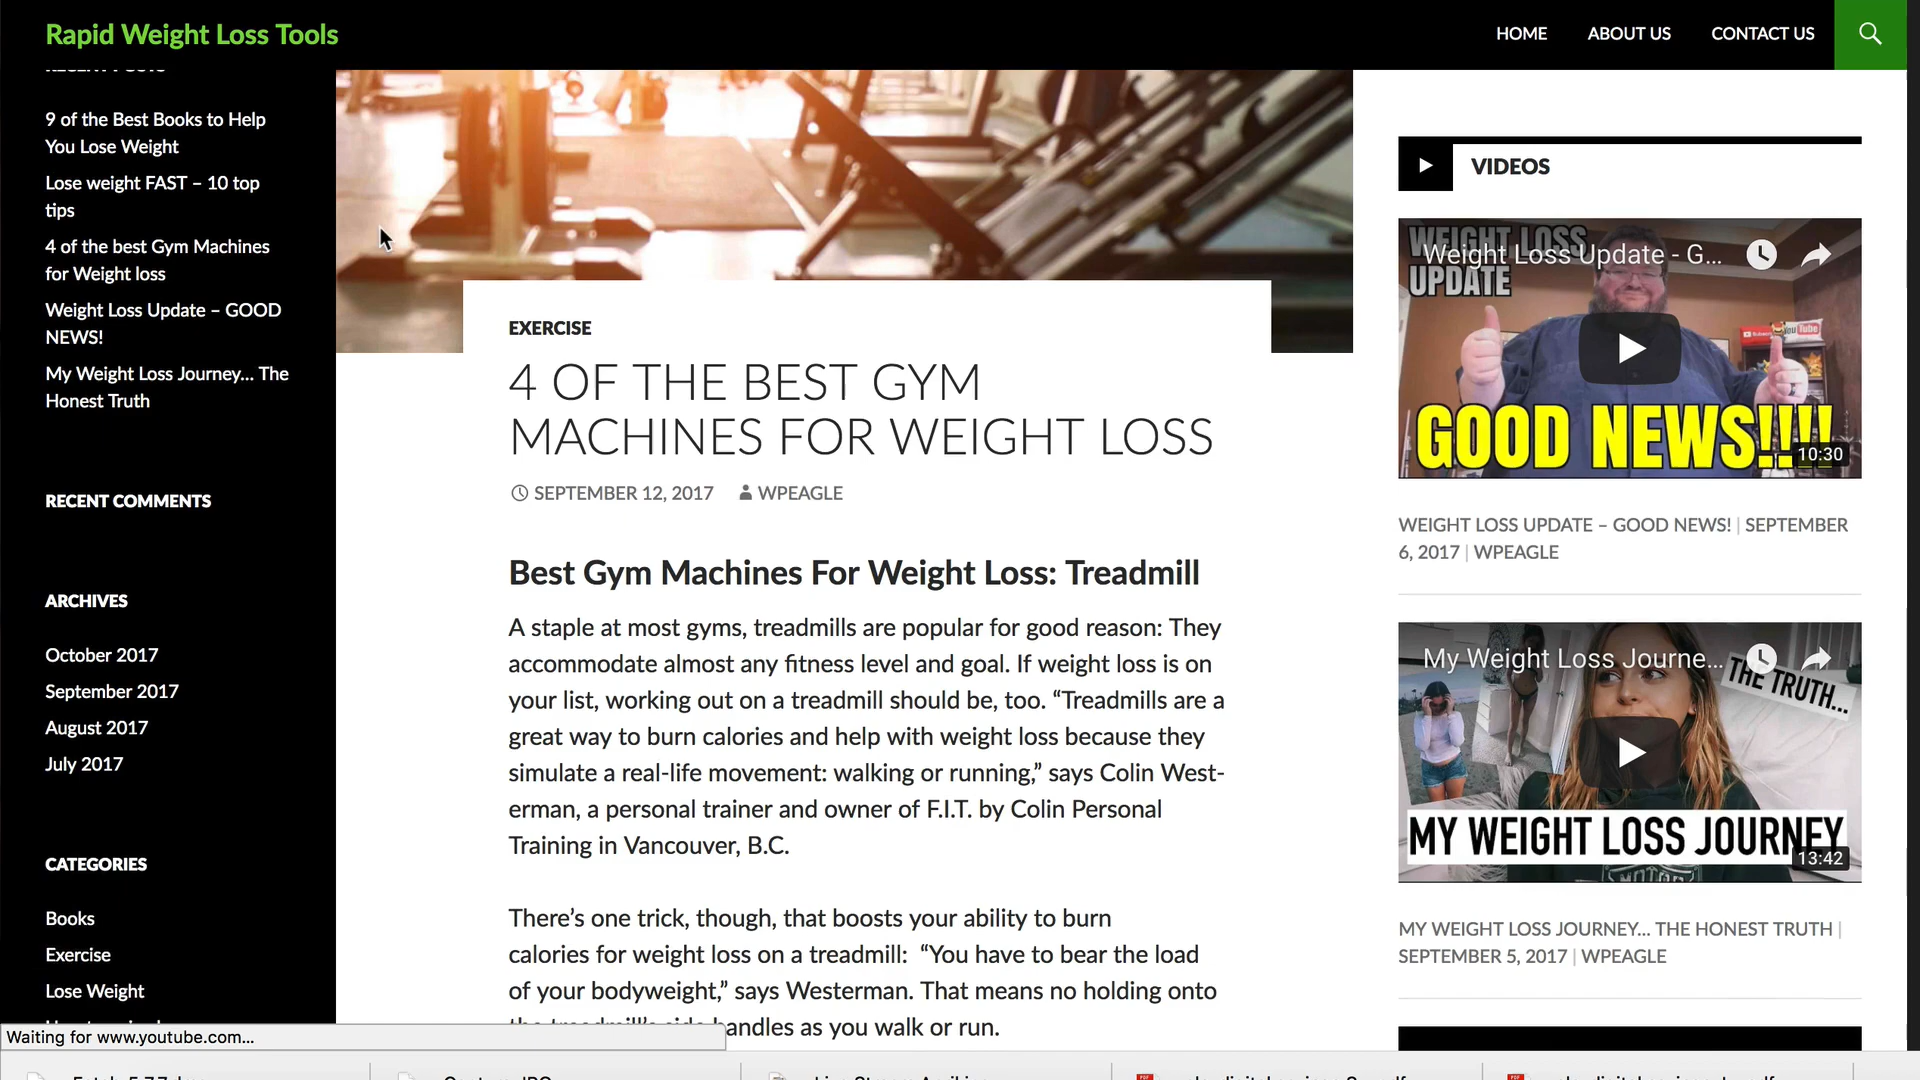 Rapid Weight Loss Tools
HOME
ABOUT US
CONTACT US
9 of the Best Books to Help
You Lose Weight
Lose weight FAST – 10 top
tips
4 of the best Gym Machines
for Weight loss
Weight Loss Update – GOOD
NEWS!
My Weight Loss Journey… The
Honest Truth
RECENT COMMENTS
ARCHIVES
October 2017
September 2017
August 2017
July 2017
CATEGORIES
Books
Exercise
Lose Weight
Waiting for www.youtube.com...
EXERCISE
4 OF THE BEST GYM
MACHINES FOR WEIGHT LOSS
SEPTEMBER 12, 2017
WPEAGLE
Best Gym Machines For Weight Loss: Treadmill
A staple at most gyms, treadmills are popular for good reason: They
accommodate almost any fitness level and goal. If weight loss is on
your list, working out on a treadmill should be, too. “Treadmills are a
great way to burn calories and help with weight loss because they
simulate a real-life movement: walking or running,” says Colin West-
erman, a personal trainer and owner of F.I.T. by Colin Personal
Training in Vancouver, B.C.
There’s one trick, though, that boosts your ability to burn
calories for weight loss on a treadmill: “You have to bear the load
of your bodyweight,” says Westerman. That means no holding onto
the treadmill’s side handles as you walk or run.
VIDEOS
WEIGHT LOSS
UPDATE
Weight Loss Update - G...
YouTube
GOOD NEWS!!!!
10:30
WEIGHT LOSS UPDATE – GOOD NEWS! | SEPTEMBER
6, 2017 | WPEAGLE
My Weight Loss Journe...
THE TRUTH...
MY WEIGHT LOSS JOURNEY
13:42
MY WEIGHT LOSS JOURNEY… THE HONEST TRUTH |
SEPTEMBER 5, 2017 | WPEAGLE